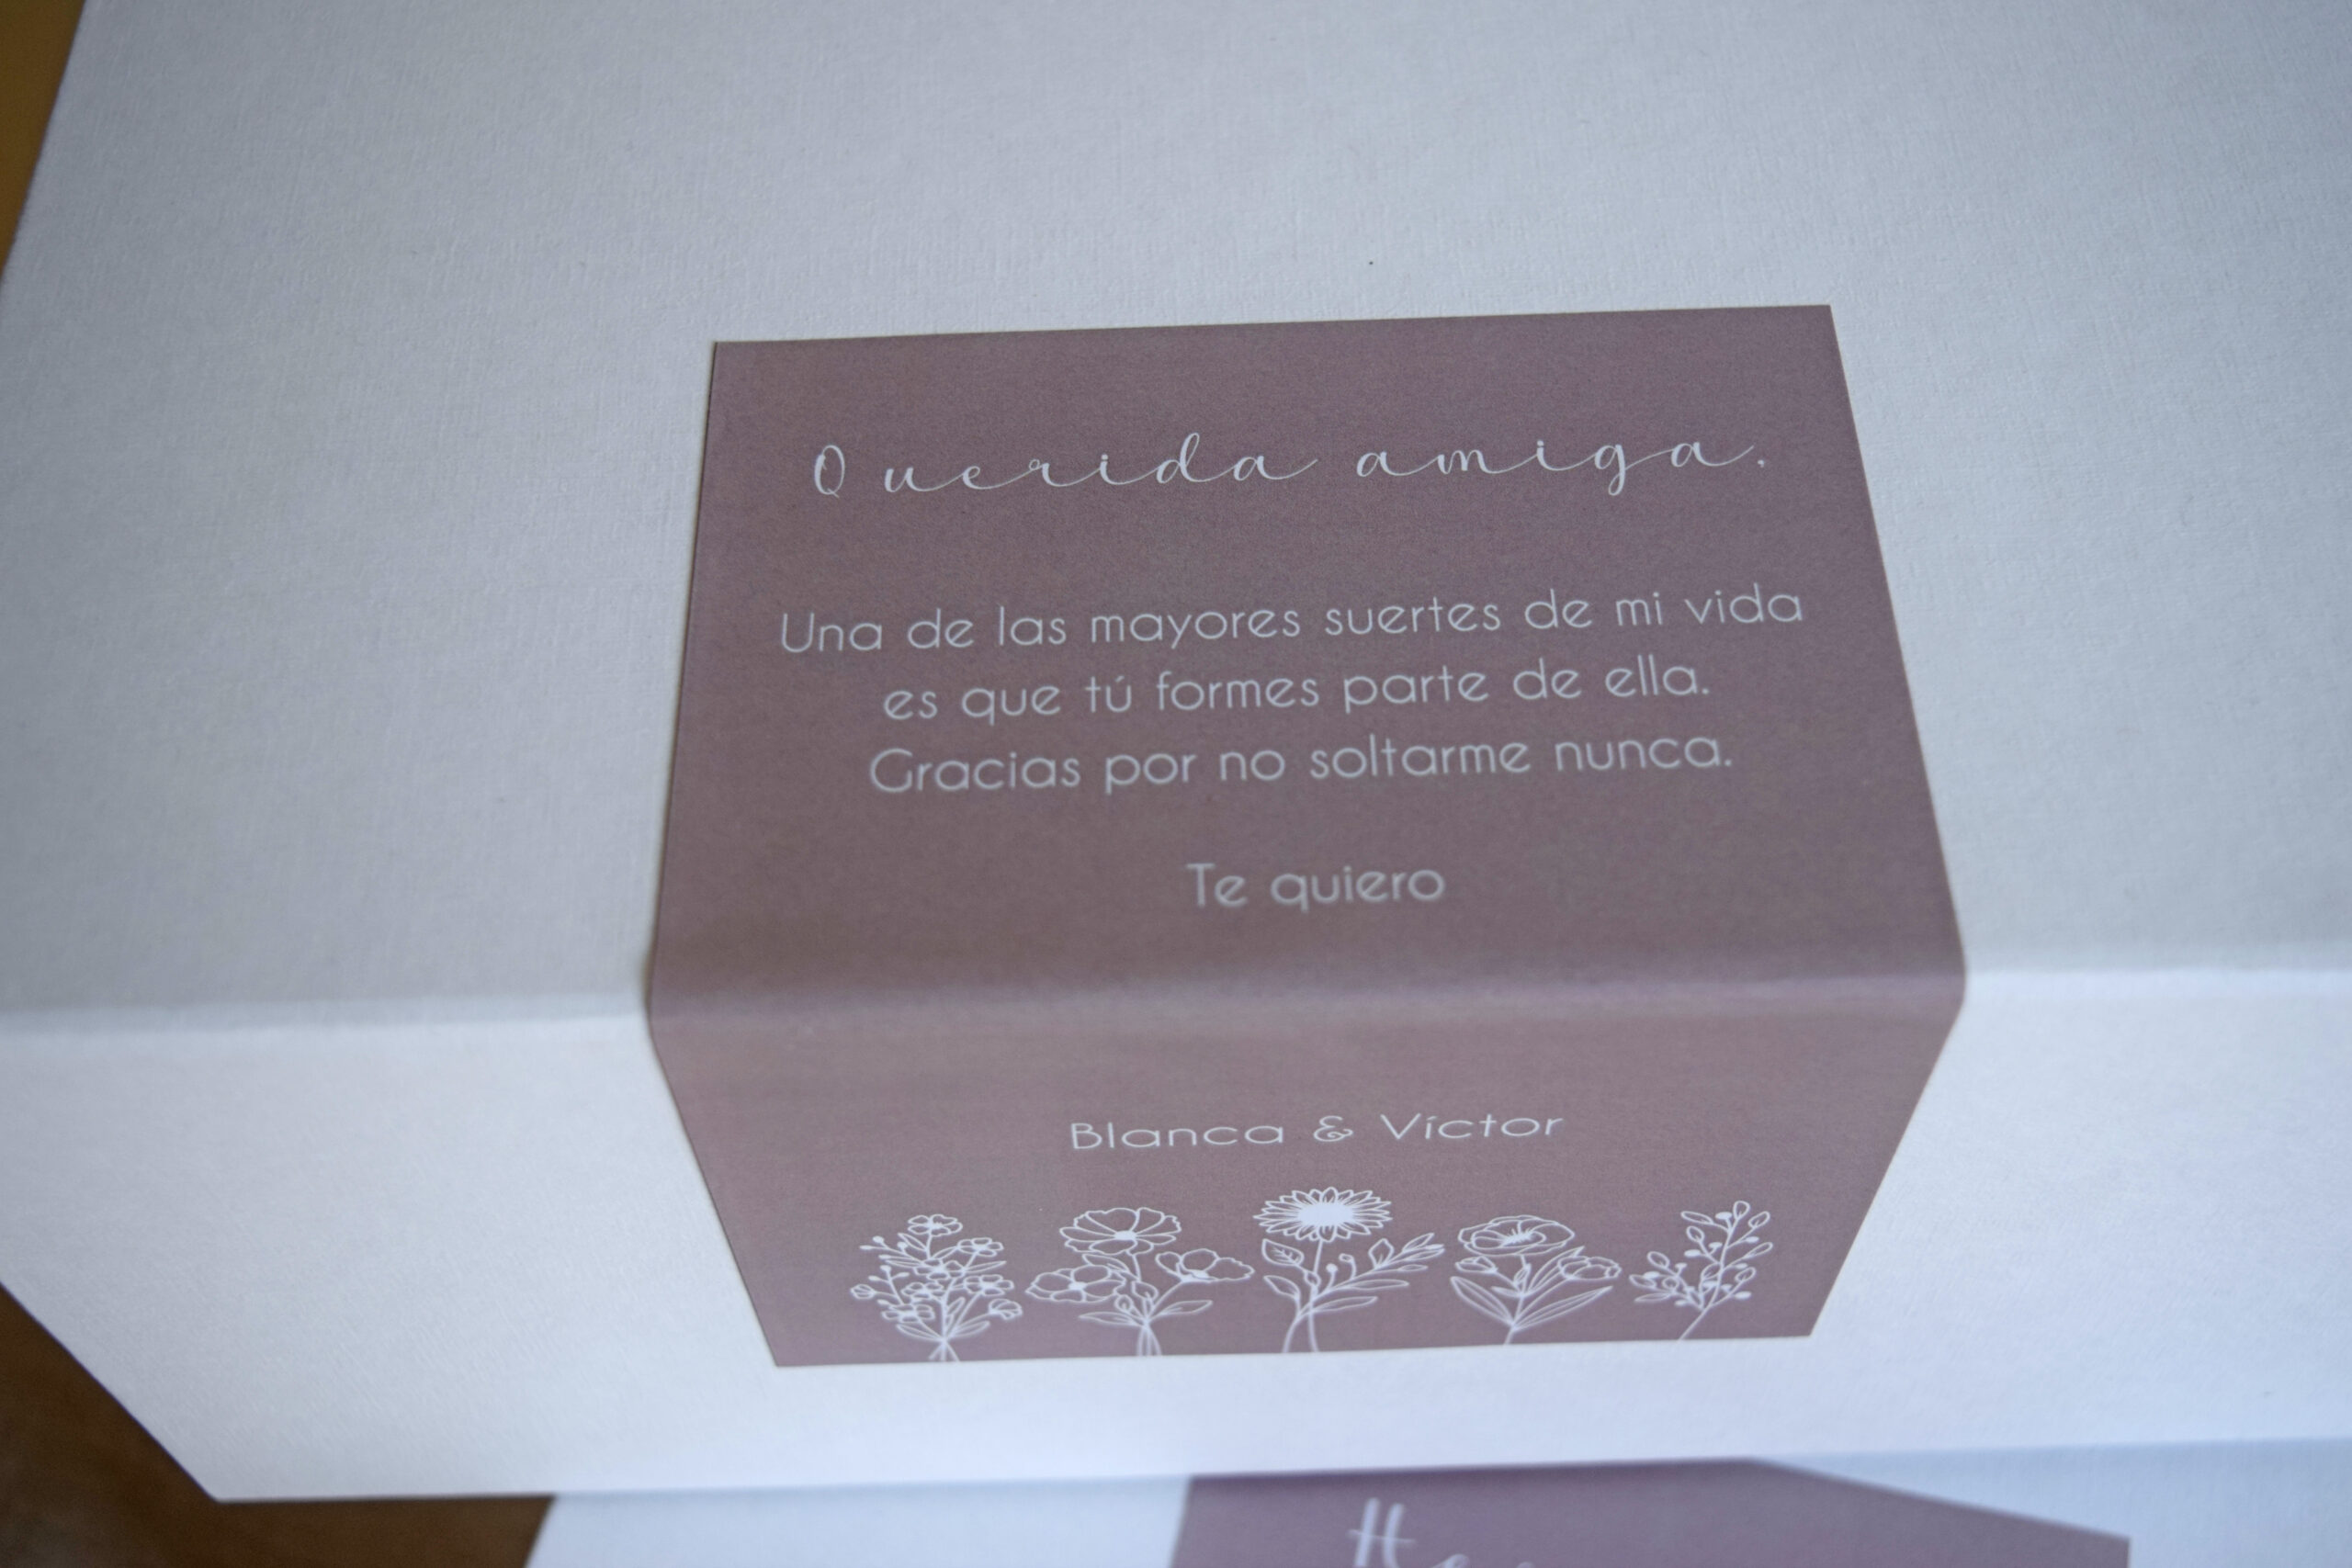 Querida amiga,
Una de las mayores suertes de mi vida
es que tú formes parte de ella.
Gracias por no soltarme nunca.
Te quiero
Blanca & Víctor